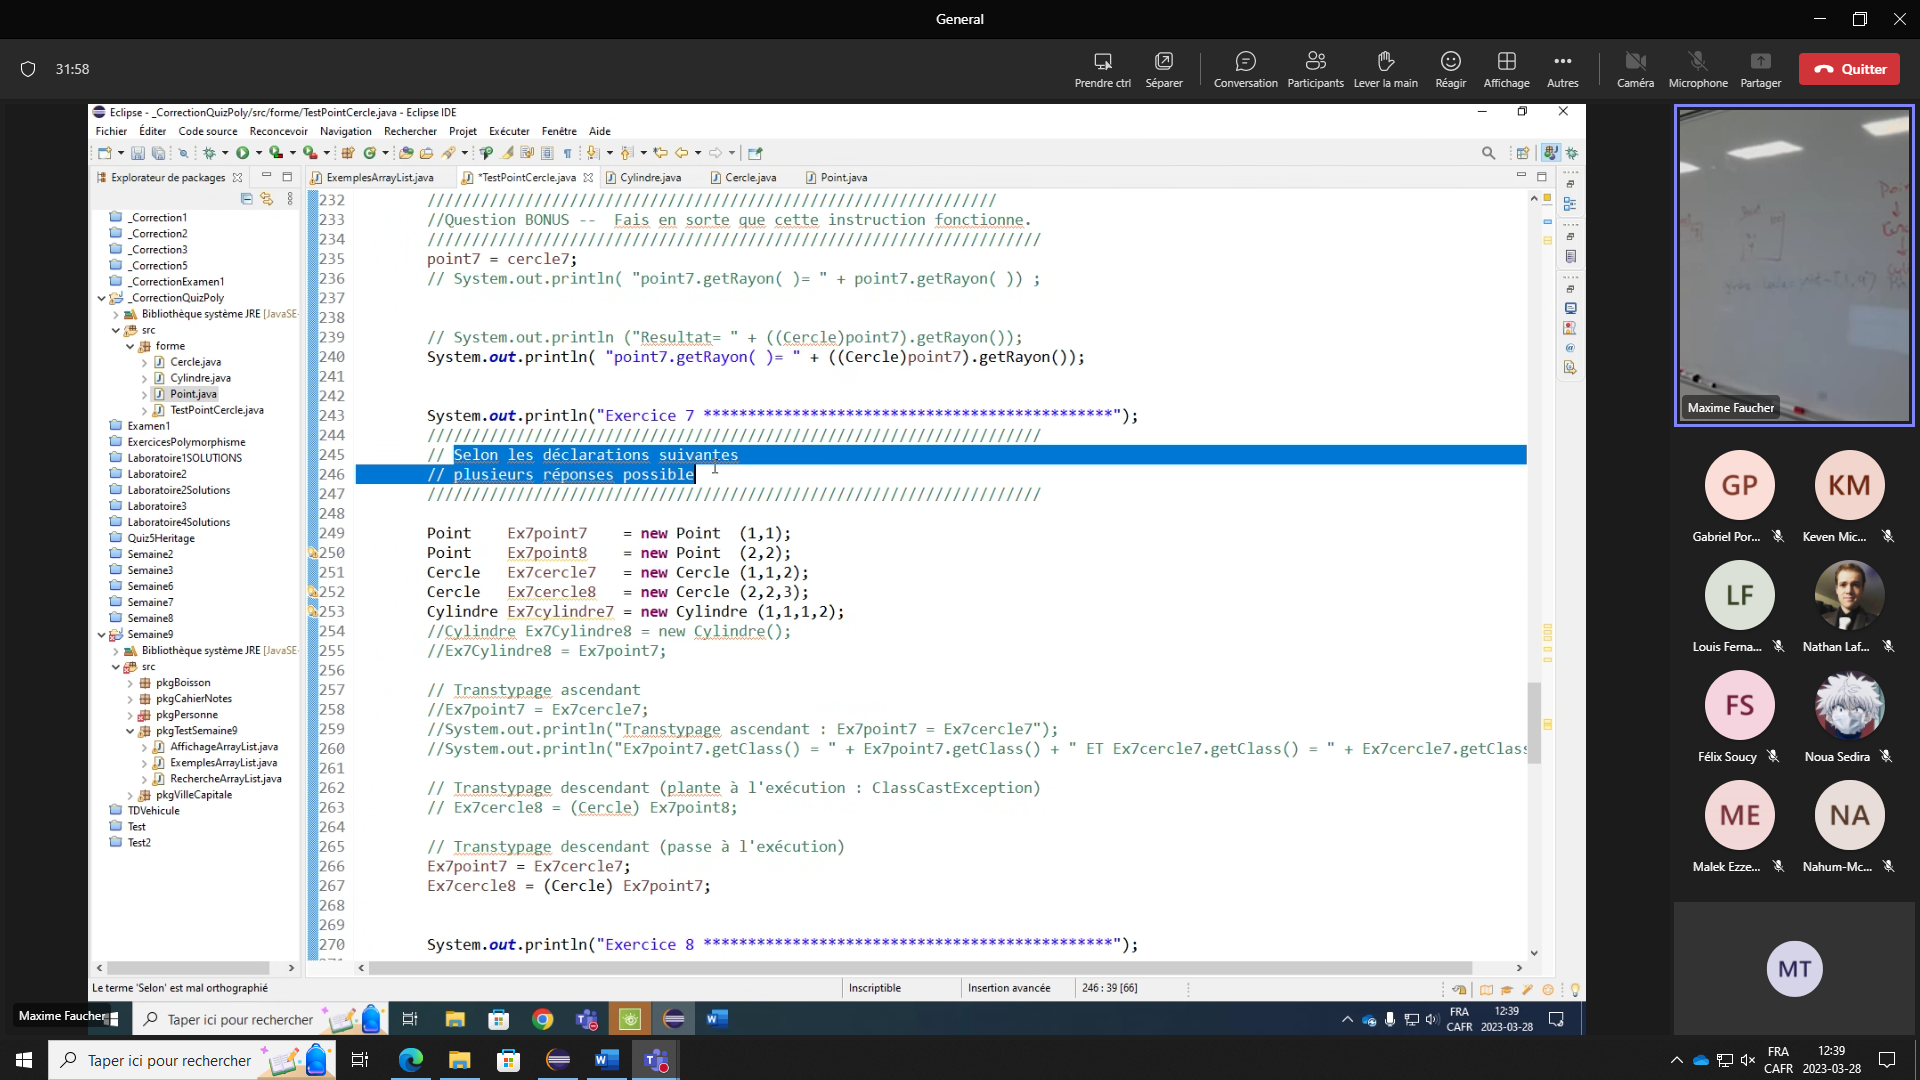 General
31:58
Prendre ctrl
Séparer
Conversation
Participants
Lever la main
Réagir
Affichage
Autres
Caméra
Microphone
Partager
Quitter
Eclipse - _CorrectionQuizPoly/src/forme/TestPointCercle.java - Eclipse IDE
Fichier Éditer Code source Reconcevoir Navigation Rechercher Projet Exécuter Fenêtre Aide
Explorateur de packages
ExemplesArrayList.java
*TestPointCercle.java
Cylindre.java
Cercle.java
Point.java
_Correction1
_Correction2
_Correction3
_Correction5
_CorrectionExamen1
_CorrectionQuizPoly
Bibliothèque système JRE [JavaSE-
src
forme
Cercle.java
Cylindre.java
Point.java
TestPointCercle.java
Examen1
ExercicesPolymorphisme
Laboratoire1SOLUTIONS
Laboratoire2
Laboratoire2Solutions
Laboratoire3
Laboratoire4Solutions
Quiz5Heritage
Semaine2
Semaine3
Semaine6
Semaine7
Semaine8
Semaine9
Bibliothèque système JRE [JavaSE-
src
pkgBoisson
pkgCahierNotes
pkgPersonne
pkgTestSemaine9
AffichageArrayList.java
ExemplesArrayList.java
RechercheArrayList.java
pkgVilleCapitale
TDVehicule
Test
Test2
232 ////////////////////////////////////////////////////////////////
233 //Question BONUS -- Fais en sorte que cette instruction fonctionne.
234 /////////////////////////////////////////////////////////////////////
235 point7 = cercle7;
236 // System.out.println( "point7.getRayon( )= " + point7.getRayon( )) ;
237
238
239 // System.out.println ("Resultat= " + ((Cercle)point7).getRayon());
240 System.out.println( "point7.getRayon( )= " + ((Cercle)point7).getRayon());
241
242
243 System.out.println("Exercice 7 **********************************************");
244 /////////////////////////////////////////////////////////////////////
245 // Selon les déclarations suivantes
246 // plusieurs réponses possible
247 /////////////////////////////////////////////////////////////////////
248
249 Point Ex7point7 = new Point (1,1);
250 Point Ex7point8 = new Point (2,2);
251 Cercle Ex7cercle7 = new Cercle (1,1,2);
252 Cercle Ex7cercle8 = new Cercle (2,2,3);
253 Cylindre Ex7cylindre7 = new Cylindre (1,1,1,2);
254 //Cylindre Ex7Cylindre8 = new Cylindre();
255 //Ex7Cylindre8 = Ex7point7;
256
257 // Transtypage ascendant
258 //Ex7point7 = Ex7cercle7;
259 //System.out.println("Transtypage ascendant : Ex7point7 = Ex7cercle7");
260 //System.out.println("Ex7point7.getClass() = " + Ex7point7.getClass() + " ET Ex7cercle7.getClass() = " + Ex7cercle7.getClass
261
262 // Transtypage descendant (plante à l'exécution : ClassCastException)
263 // Ex7cercle8 = (Cercle) Ex7point8;
264
265 // Transtypage descendant (passe à l'exécution)
266 Ex7point7 = Ex7cercle7;
267 Ex7cercle8 = (Cercle) Ex7point7;
268
269
270 System.out.println("Exercice 8 **********************************************");
Le terme 'Selon' est mal orthographié
Inscriptible
Insertion avancée
246 : 39 [66]
Maxime Faucher
Taper ici pour rechercher
FRA
CAFR
12:39
2023-03-28
Maxime Faucher
GP
KM
Gabriel Por...
Keven Mic...
LF
Louis Ferna...
Nathan Laf...
FS
Félix Soucy
Noua Sedira
ME
NA
Malek Ezze...
Nahum-Mc...
MT
Taper ici pour rechercher
FRA
CAFR
12:39
2023-03-28